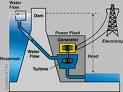 Water
Flow
Dam
Power Plant
Generator
Electricity
Reservoir
Water
Flow
Turbine
Head